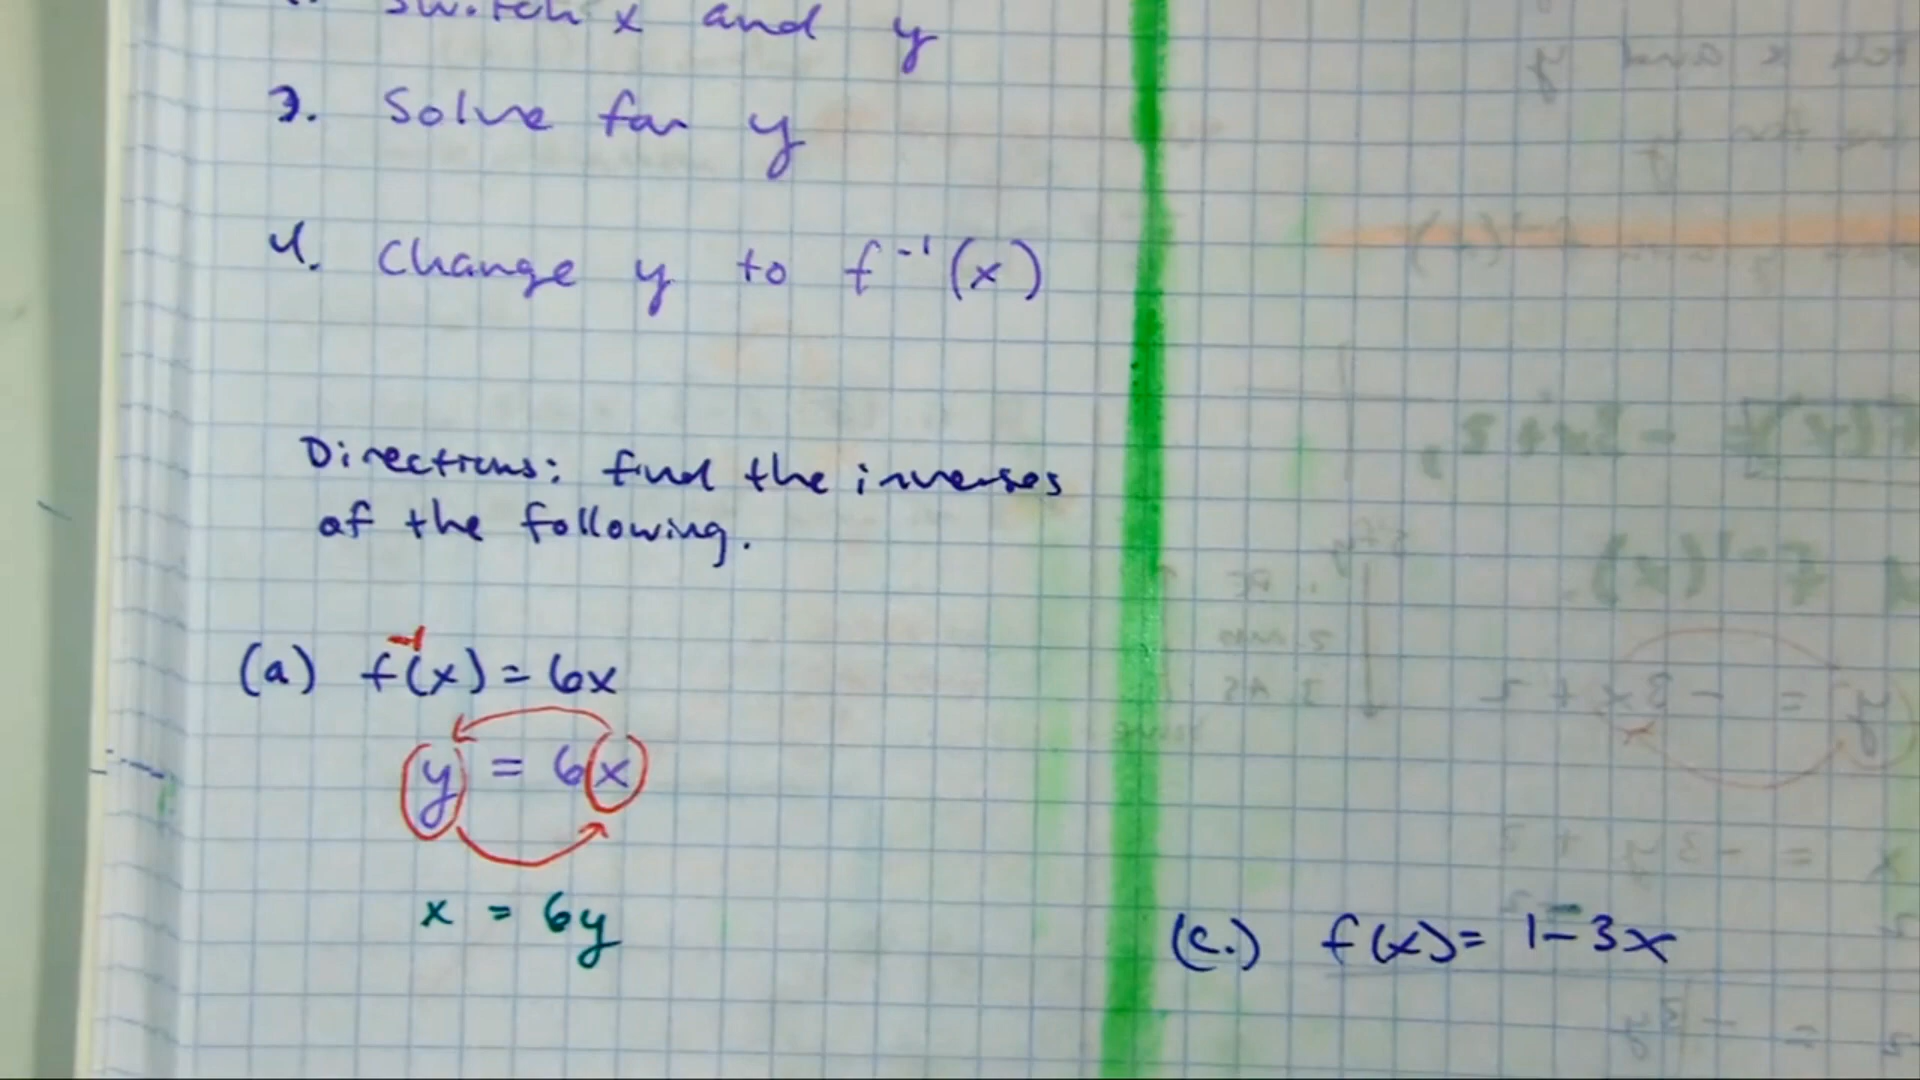 switch x and y
3. Solve for y
4. Change y to f⁻¹(x)
Directions: find the inverses
of the following.
(a) f⁻¹(x) = 6x
y = 6x
x = 6y
(c.) f(x) = 1-3x